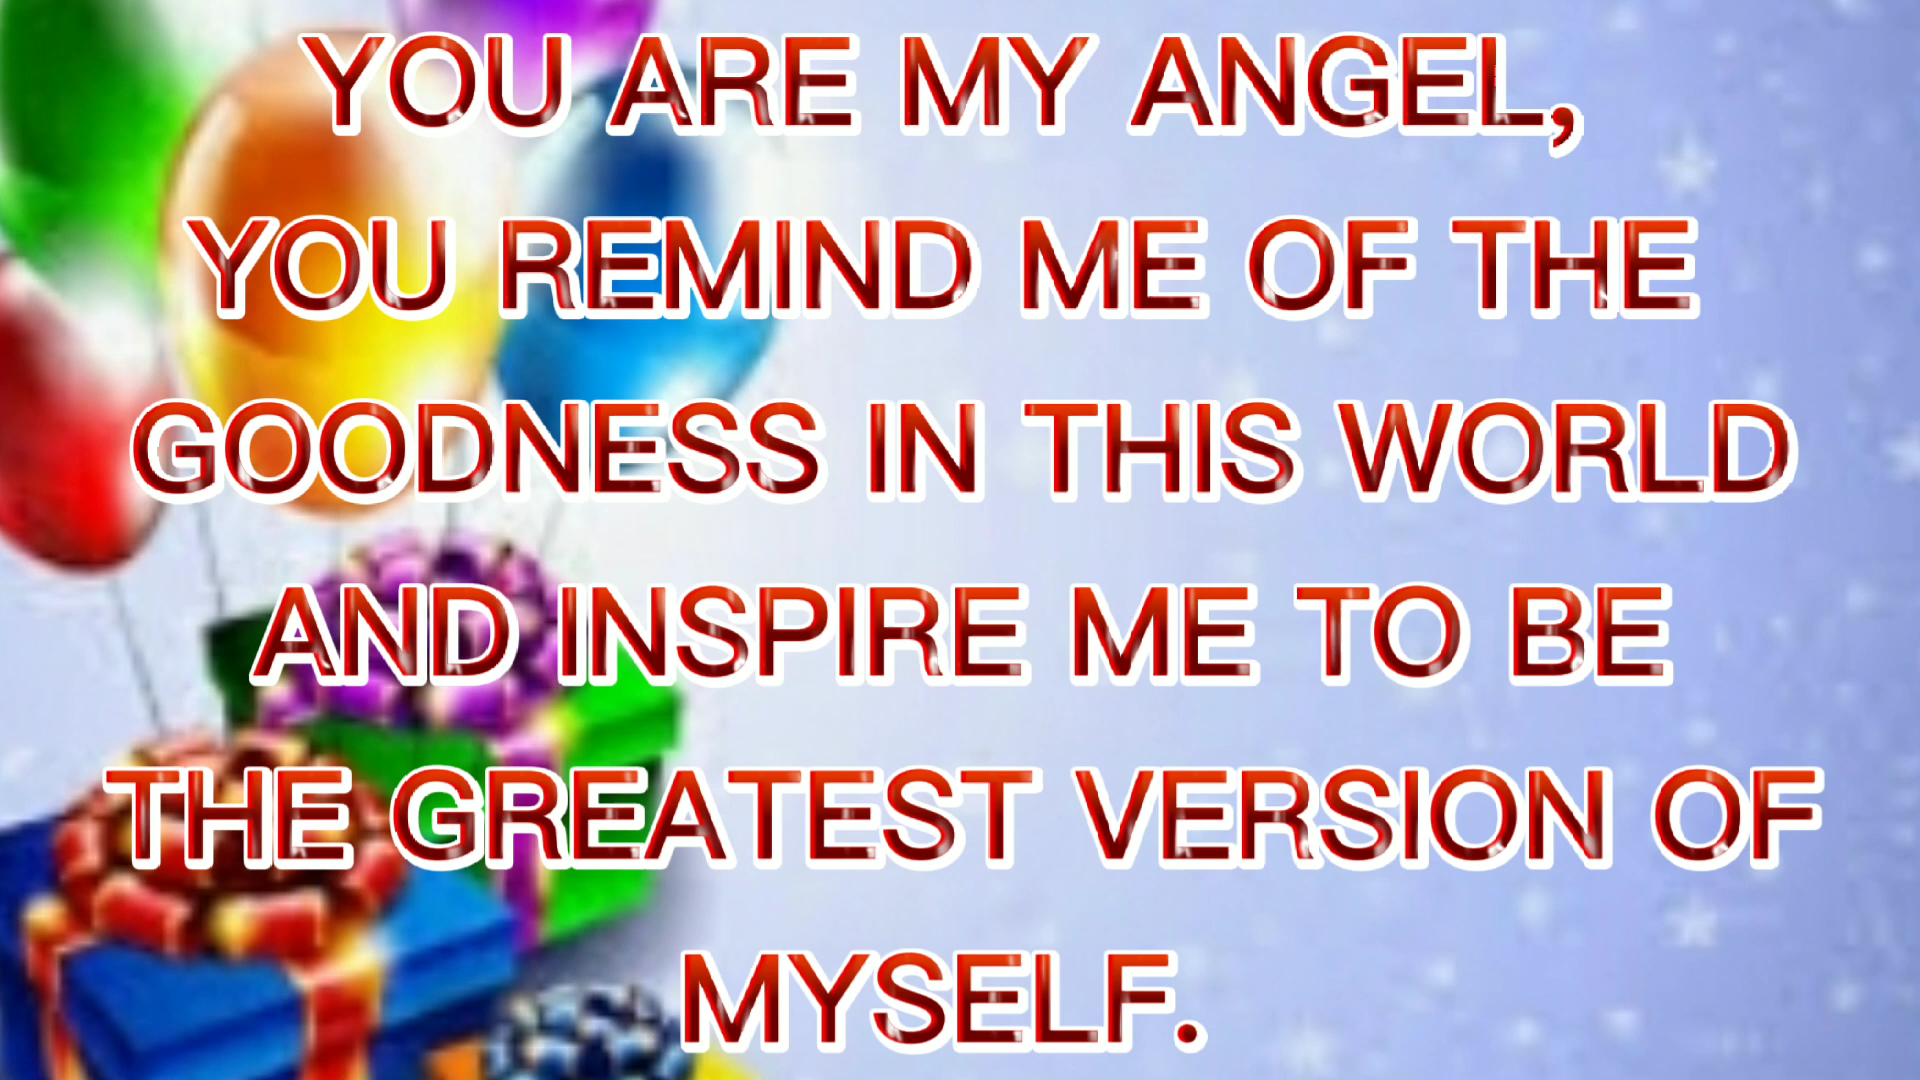 YOU ARE MY ANGEL,
YOU REMIND ME OF THE
GOODNESS IN THIS WORLD
AND INSPIRE ME TO BE
THE GREATEST VERSION OF
MYSELF.